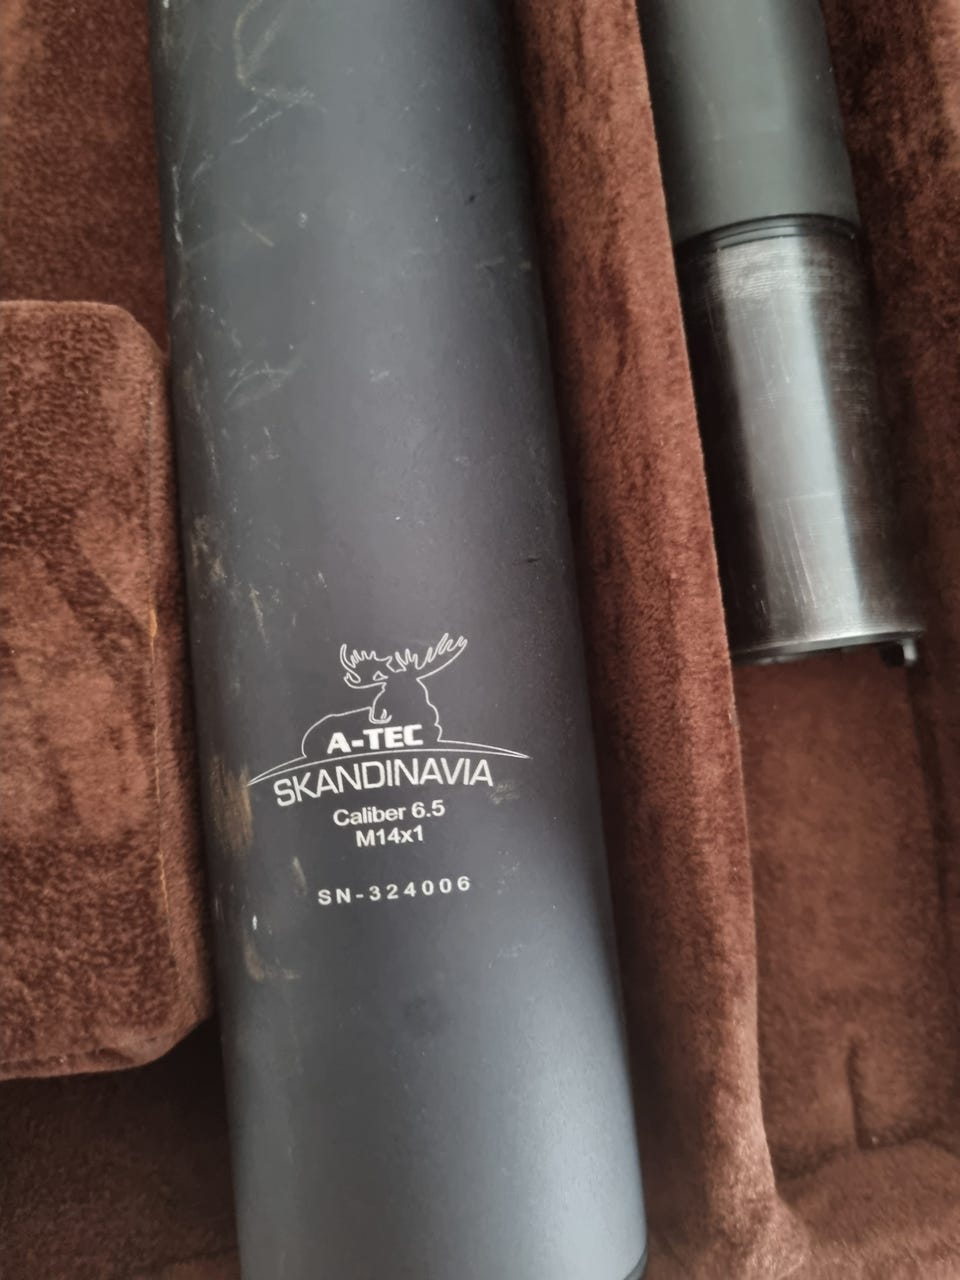 A-TEC
SKANDINAVIA
Caliber 6.5
M14x1
SN-324006